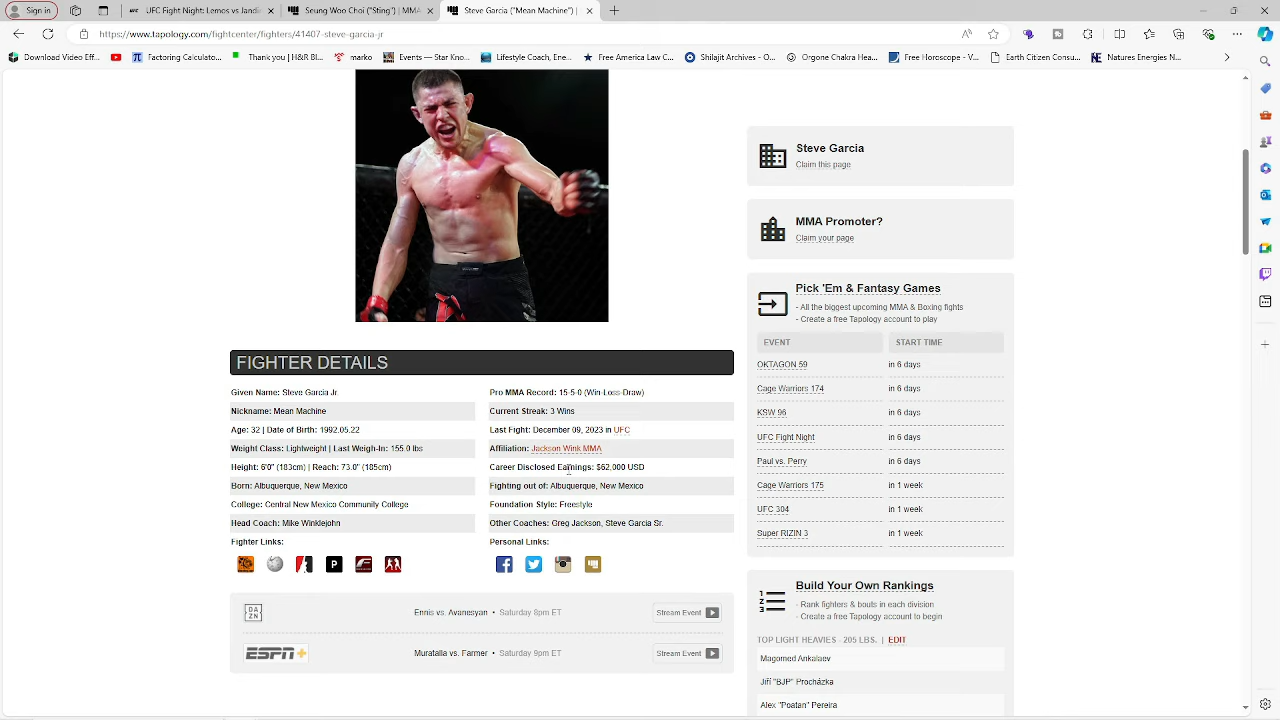 Sign in
UFC Fight Night: Lemos vs Jandir
Seung Woo Choi ("Sting") | MMA
Steve Garcia ("Mean Machine") |
https://www.tapology.com/fightcenter/fighters/41407-steve-garcia-jr
Download Video Eff...
Factoring Calculato...
Thank you | H&R Bl...
marko
Events — Star Kno...
Lifestyle Coach, Ev...
Free America Law C...
Shilajit Archives - O...
Orgone Chakra Hea...
Free Horoscope - V...
Earth Citizen Consu...
Natures Energies N...
Steve Garcia
Claim this page
MMA Promoter?
Claim your page
Pick 'Em & Fantasy Games
- All the biggest upcoming MMA & Boxing fights
- Create a free Tapology account to play
EVENT START TIME
OKTAGON 59 in 6 days
Cage Warriors 174 in 6 days
KSW 96 in 6 days
UFC Fight Night in 6 days
Paul vs. Perry in 6 days
Cage Warriors 175 in 1 week
UFC 304 in 1 week
Super RIZIN 3 in 1 week
FIGHTER DETAILS
Given Name: Steve Garcia Jr.
Pro MMA Record: 15-5-0 (Win-Loss-Draw)
Nickname: Mean Machine
Current Streak: 3 Wins
Age: 32 | Date of Birth: 1992.05.22
Last Fight: December 09, 2023 in UFC
Weight Class: Lightweight | Last Weigh-In: 155.0 lbs
Affiliation: Jackson Wink MMA
Height: 6'0" (183cm) | Reach: 73.0" (185cm)
Career Disclosed Earnings: $62,000 USD
Born: Albuquerque, New Mexico
Fighting out of: Albuquerque, New Mexico
College: Central New Mexico Community College
Foundation Style: Freestyle
Head Coach: Mike Winklejohn
Other Coaches: Greg Jackson, Steve Garcia Sr.
Fighter Links:
Personal Links:
DAZN Ennis vs. Avanesyan • Saturday 8pm ET Stream Event
ESPN+ Muratalla vs. Farmer • Saturday 9pm ET Stream Event
Build Your Own Rankings
- Rank fighters & bouts in each division
- Create a free Tapology account to begin
TOP LIGHT HEAVIES - 205 LBS. | EDIT
Magomed Ankalaev
Jiří "BJP" Procházka
Alex "Poatan" Pereira